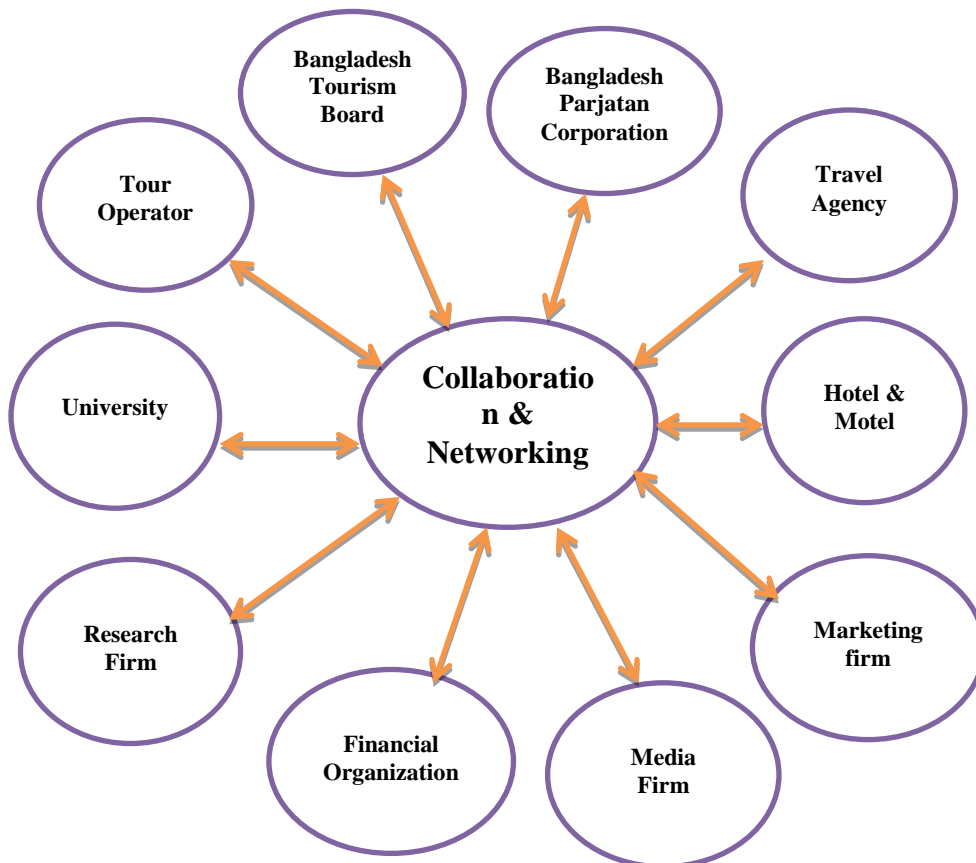 Bangladesh
Tourism
Board
Bangladesh
Parjatan
Corporation
Tour
Operator
Travel
Agency
University
Collaboratio
n &
Networking
Hotel &
Motel
Research
Firm
Marketing
firm
Financial
Organization
Media
Firm